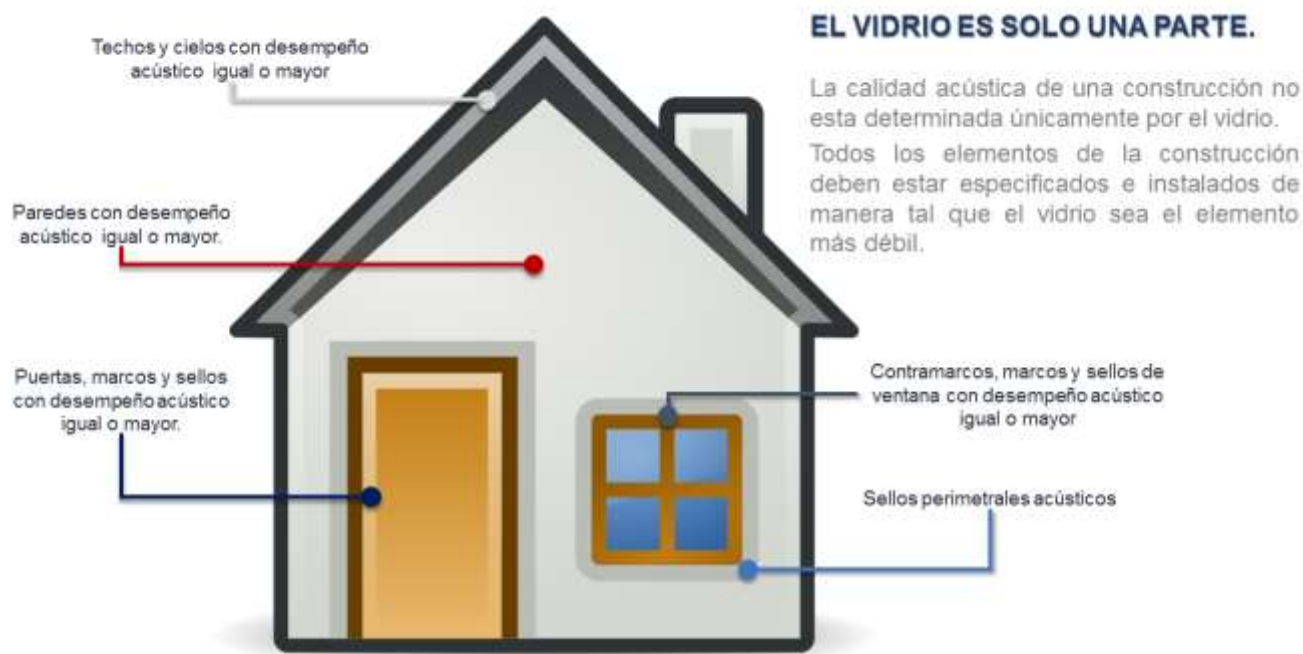 EL VIDRIO ES SOLO UNA PARTE.
La calidad acústica de una construcción no
esta determinada únicamente por el vidrio.
Todos los elementos de la construcción
deben estar especificados e instalados de
manera tal que el vidrio sea el elemento
más débil.
Techos y cielos con desempeño
acústico igual o mayor
Paredes con desempeño
acústico igual o mayor.
Puertas, marcos y sellos
con desempeño acústico
igual o mayor.
Contramarcos, marcos y sellos de
ventana con desempeño acústico
igual o mayor
Sellos perimetrales acústicos